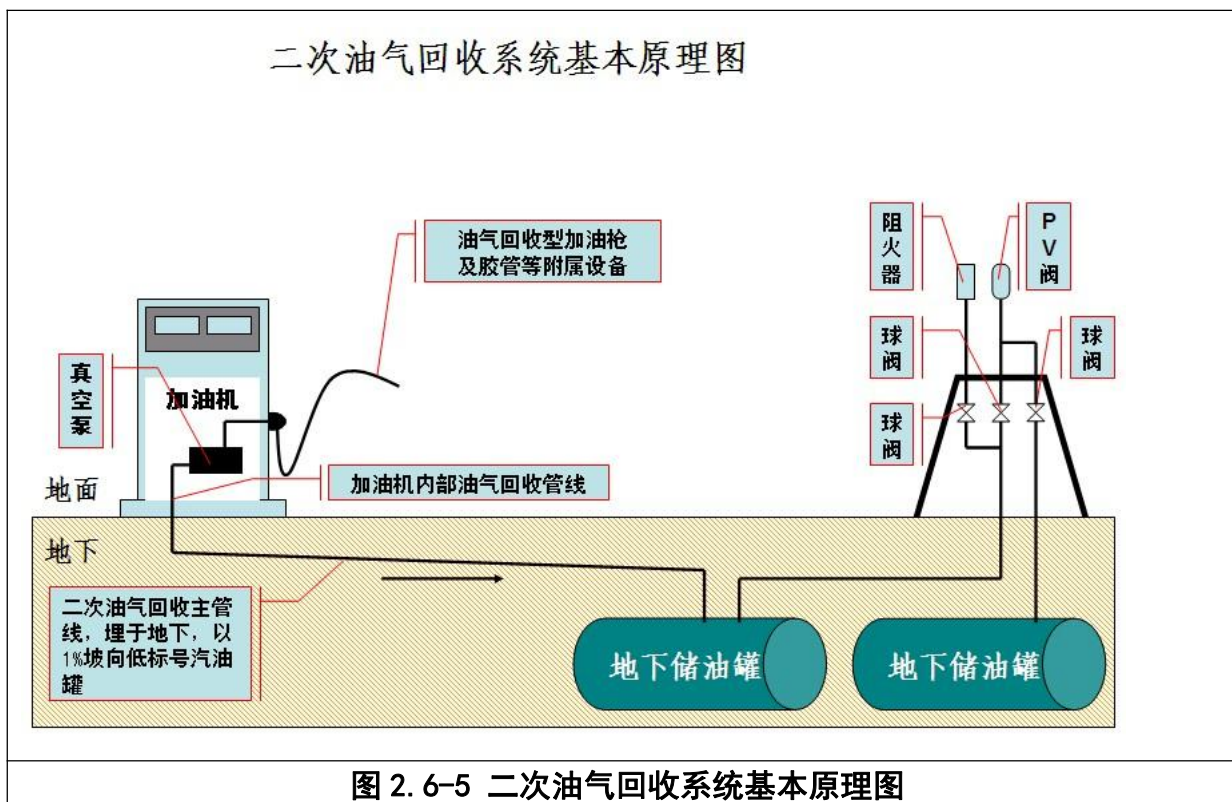 二次油气回收系统基本原理图
油气回收型加油枪
及胶管等附属设备
阻
火
器
P
V
阀
球
阀
球
阀
球
阀
真
空
泵
加油机
加油机内部油气回收管线
地面
地下
二次油气回收主管
线，埋于地下，以
1%坡向低标号汽油
罐
地下储油罐
地下储油罐
图 2.6-5 二次油气回收系统基本原理图